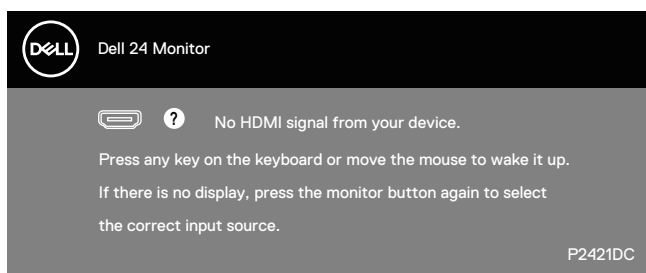 DELL
Dell 24 Monitor
? No HDMI signal from your device.
Press any key on the keyboard or move the mouse to wake it up.
If there is no display, press the monitor button again to select
the correct input source.
P2421DC